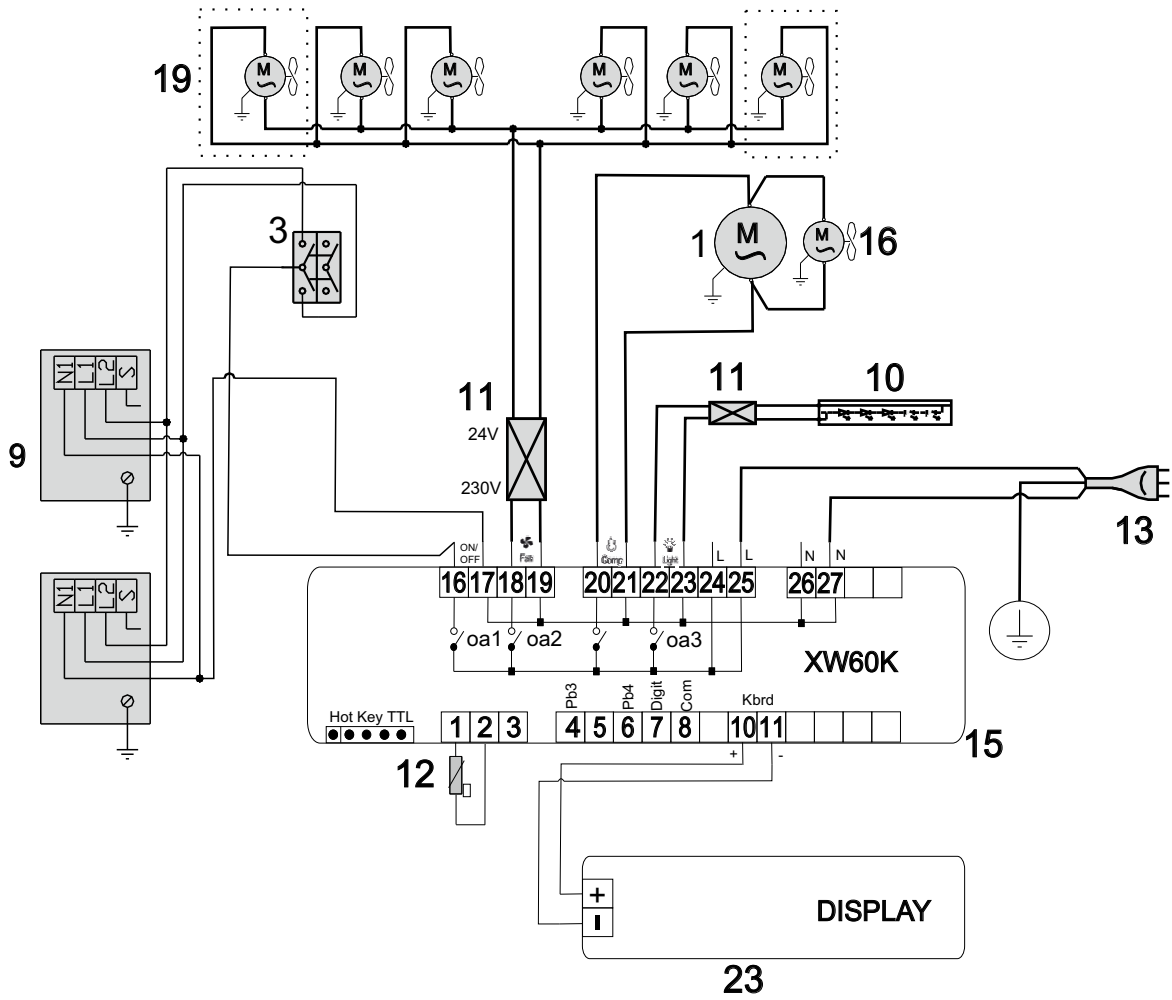 M
M
M
M
M
M
19
3
1
M
M
16
N1
L1
L2
S
9
11
24V
230V
11
10
13
ON/
OFF
Fan
Comp
Light
L
L
N
N
16 17 18 19 20 21 22 23 24 25 26 27
oa1
oa2
oa3
XW60K
N1
L1
L2
S
Pb3
Pb4
Digit
Com
Kbrd
Hot Key TTL
1 2 3 4 5 6 7 8 10 11
15
+
-
12
+
DISPLAY
-
23